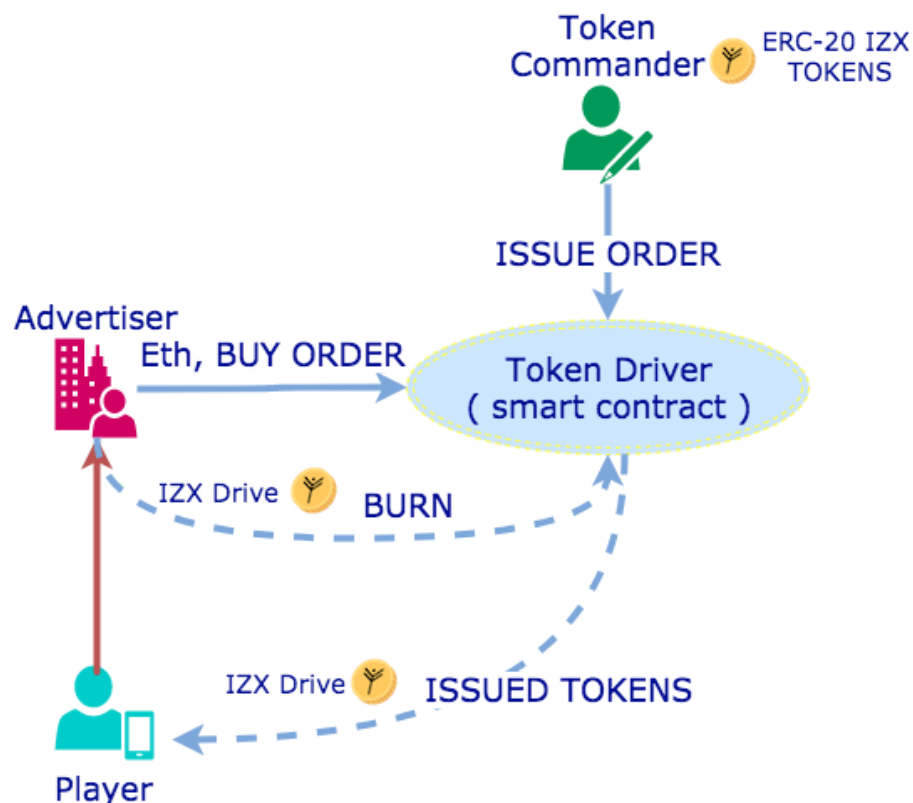 Token
Commander
ERC-20 IZX
TOKENS
ISSUE ORDER
Advertiser
Eth, BUY ORDER
Token Driver
( smart contract )
IZX Drive
BURN
IZX Drive
ISSUED TOKENS
Player